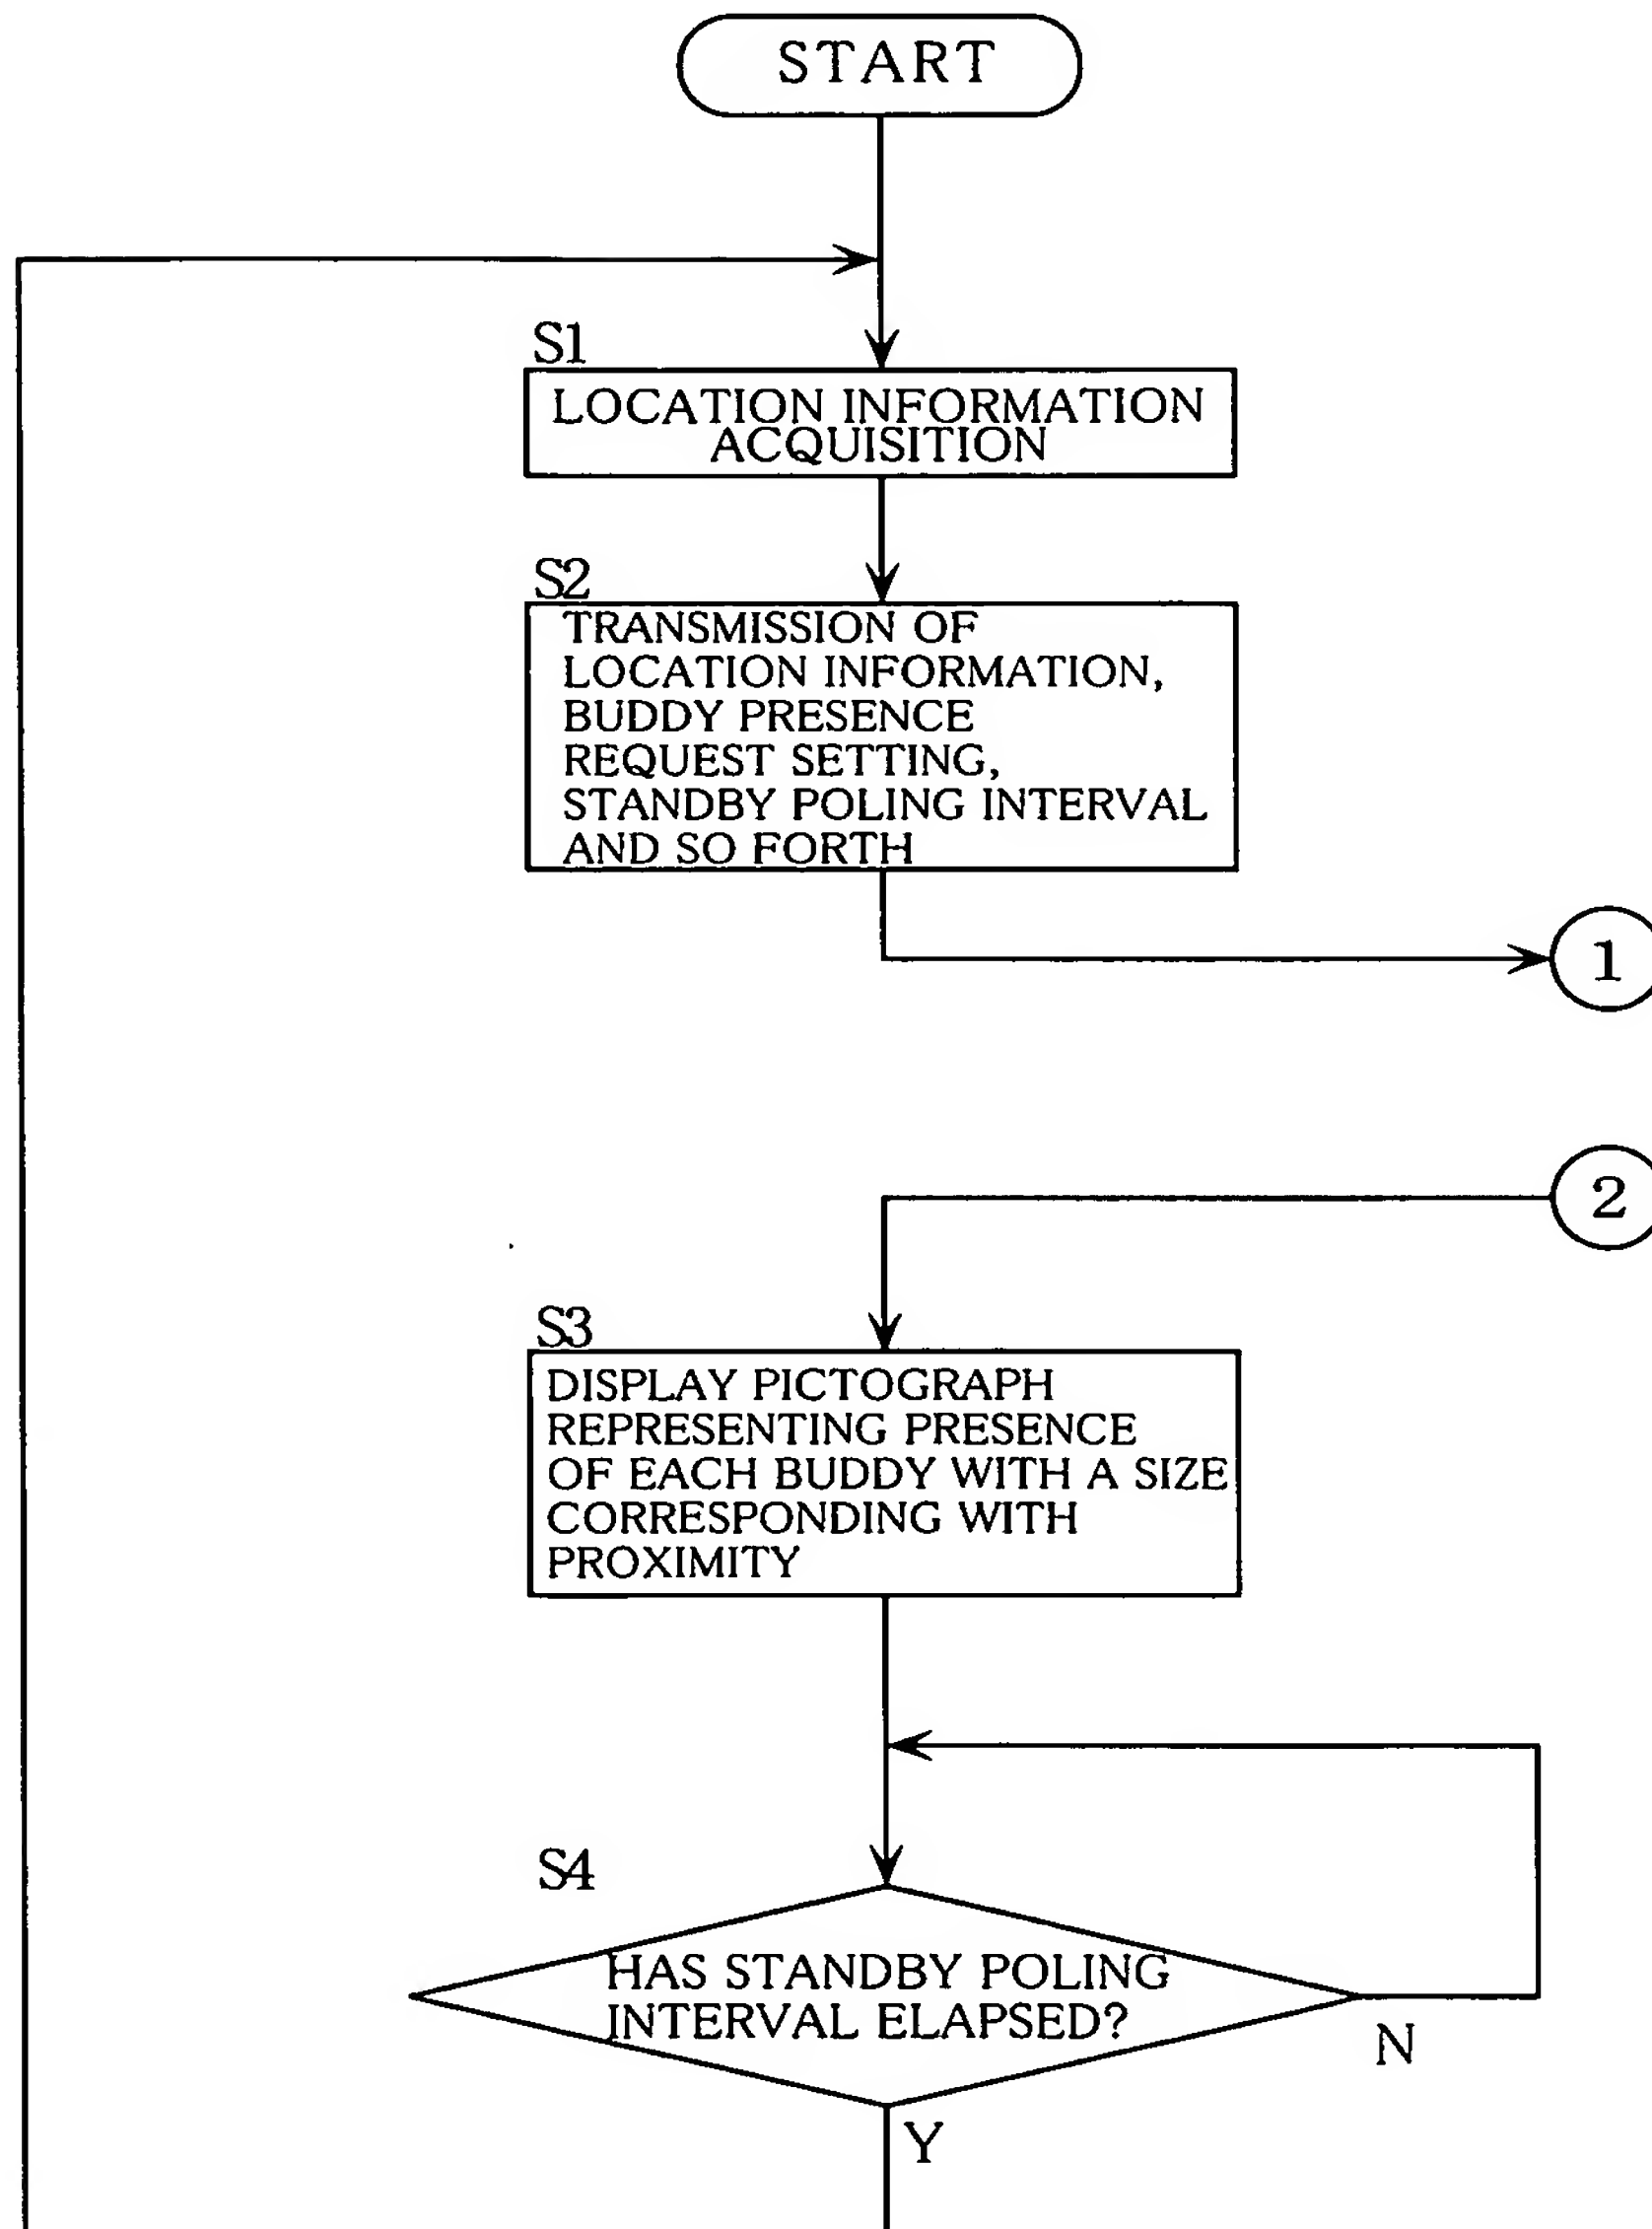 START
S1
LOCATION INFORMATION
ACQUISITION
S2
TRANSMISSION OF
LOCATION INFORMATION,
BUDDY PRESENCE
REQUEST SETTING,
STANDBY POLING INTERVAL
AND SO FORTH
1
2
S3
DISPLAY PICTOGRAPH
REPRESENTING PRESENCE
OF EACH BUDDY WITH A SIZE
CORRESPONDING WITH
PROXIMITY
S4
HAS STANDBY POLING
INTERVAL ELAPSED?
N
Y